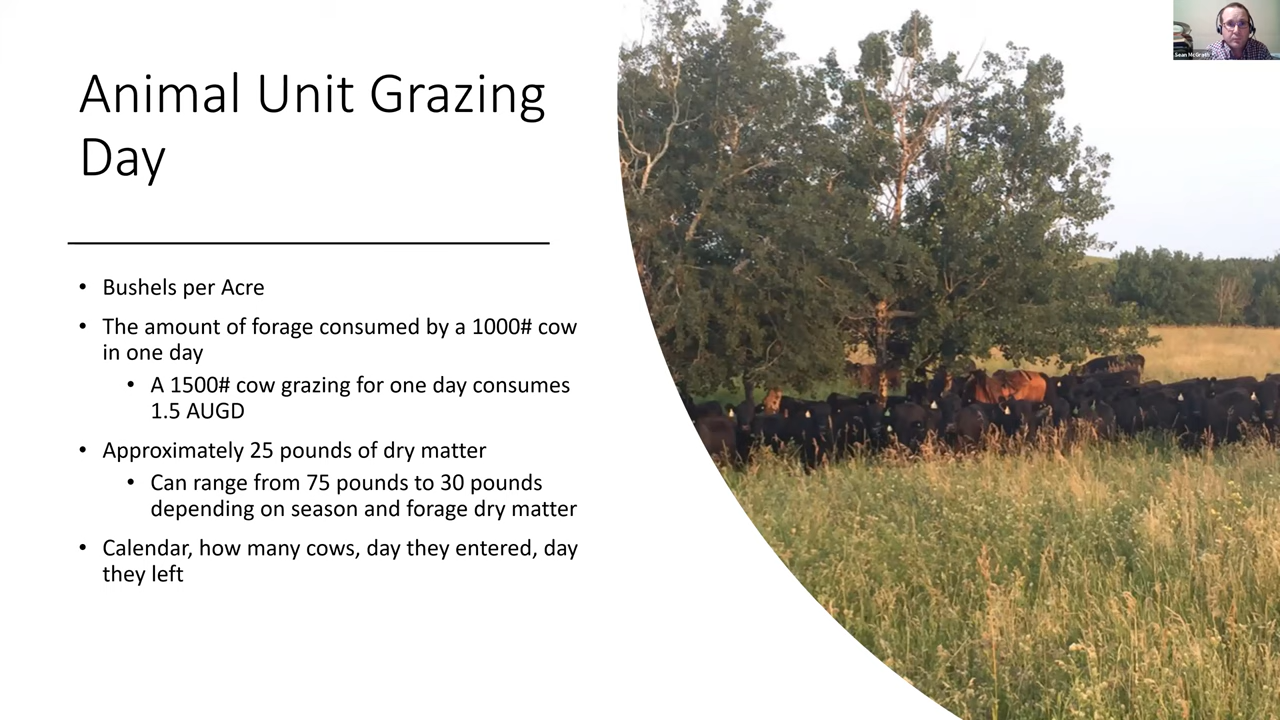 Animal Unit Grazing
Day
• Bushels per Acre
• The amount of forage consumed by a 1000# cow
in one day
• A 1500# cow grazing for one day consumes
1.5 AUGD
• Approximately 25 pounds of dry matter
• Can range from 75 pounds to 30 pounds
depending on season and forage dry matter
• Calendar, how many cows, day they entered, day
they left
Sean McGrath